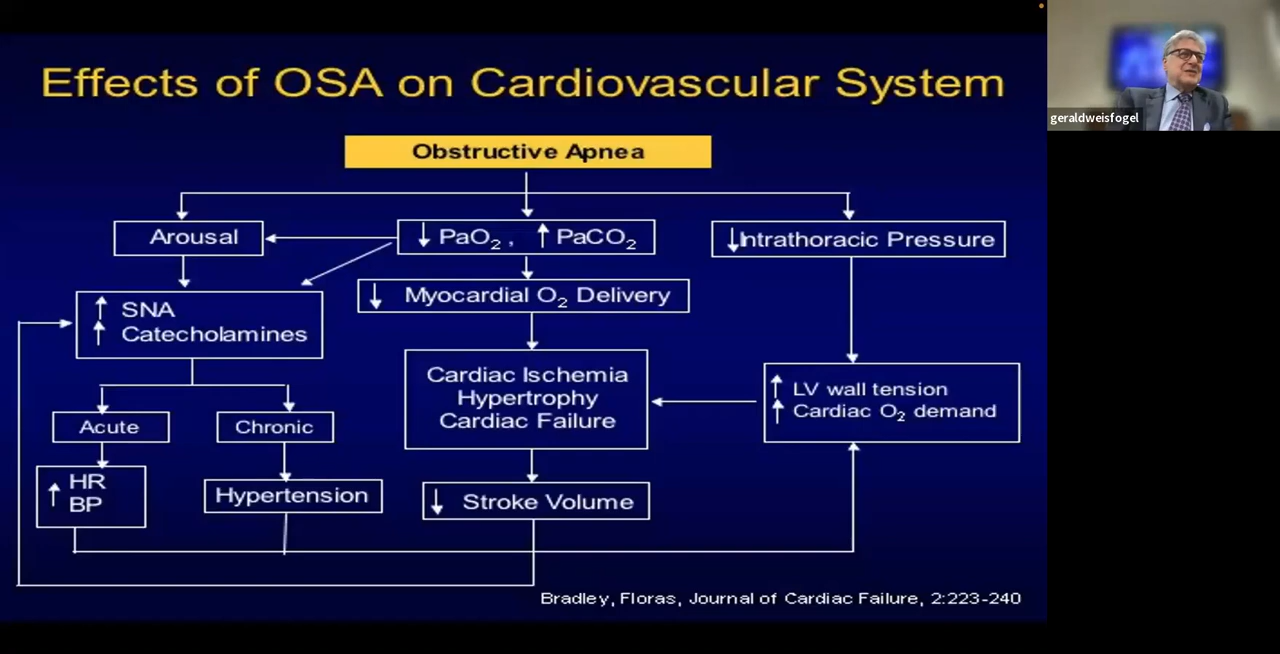 Effects of OSA on Cardiovascular System
geraldweisfogel
Obstructive Apnea
Arousal
↓ PaO₂ , ↑ PaCO₂
↓Intrathoracic Pressure
↑ SNA
↑ Catecholamines
↓ Myocardial O₂ Delivery
Cardiac Ischemia
Hypertrophy
Cardiac Failure
↑ LV wall tension
↑ Cardiac O₂ demand
Acute
Chronic
↑ HR
BP
Hypertension
↓ Stroke Volume
Bradley, Floras, Journal of Cardiac Failure, 2:223-240